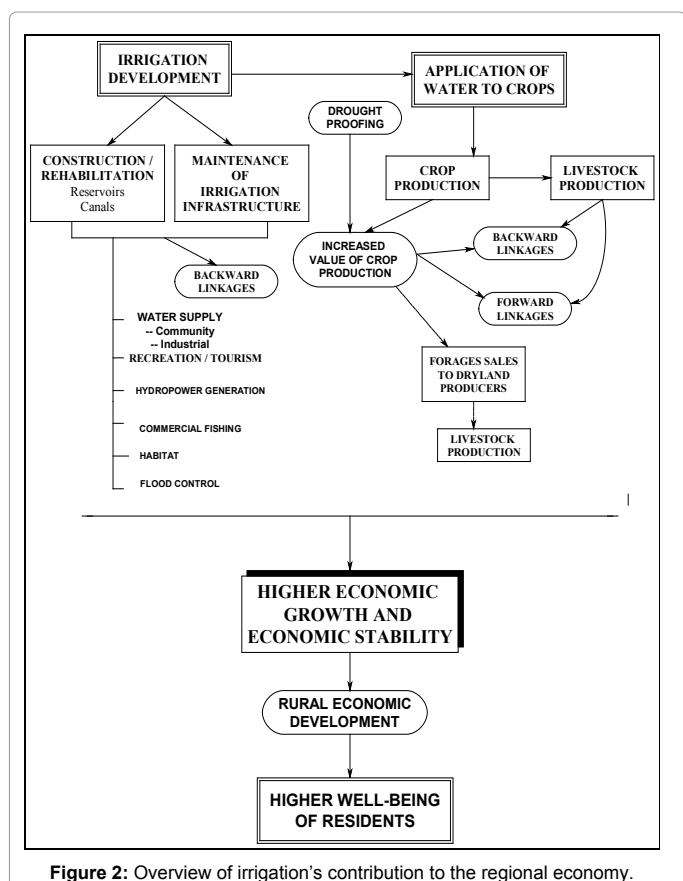 IRRIGATION
DEVELOPMENT
APPLICATION OF
WATER TO CROPS
DROUGHT
PROOFING
CONSTRUCTION /
REHABILITATION
Reservoirs
Canals
MAINTENANCE
OF
IRRIGATION
INFRASTRUCTURE
CROP
PRODUCTION
LIVESTOCK
PRODUCTION
INCREASED
VALUE OF CROP
PRODUCTION
BACKWARD
LINKAGES
BACKWARD
LINKAGES
FORWARD
LINKAGES
WATER SUPPLY
-- Community
-- Industrial
RECREATION / TOURISM
HYDROPOWER GENERATION
COMMERCIAL FISHING
HABITAT
FLOOD CONTROL
FORAGES SALES
TO DRYLAND
PRODUCERS
LIVESTOCK
PRODUCTION
HIGHER ECONOMIC
GROWTH AND
ECONOMIC STABILITY
RURAL ECONOMIC
DEVELOPMENT
HIGHER WELL-BEING
OF RESIDENTS
Figure 2: Overview of irrigation's contribution to the regional economy.